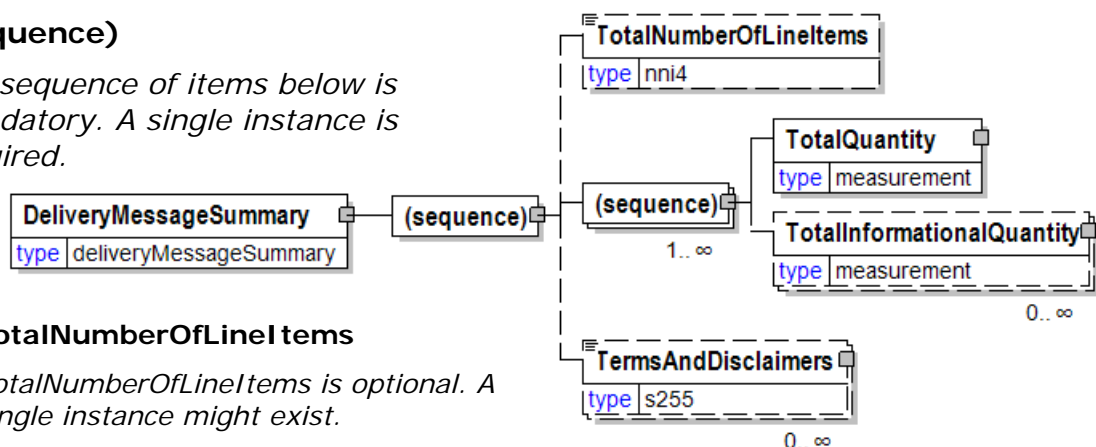 quence)
sequence of items below is
datory. A single instance is
uired.
DeliveryMessageSummary
type deliveryMessageSummary
(sequence)
TotalNumberOfLineItems
type nni4
(sequence)
1.. ∞
TotalQuantity
type measurement
TotalInformationalQuantity
type measurement
0.. ∞
TermsAndDisclaimers
type s255
0.. ∞
otalNumberOfLineItems
otalNumberOfLineItems is optional. A
ngle instance might exist.